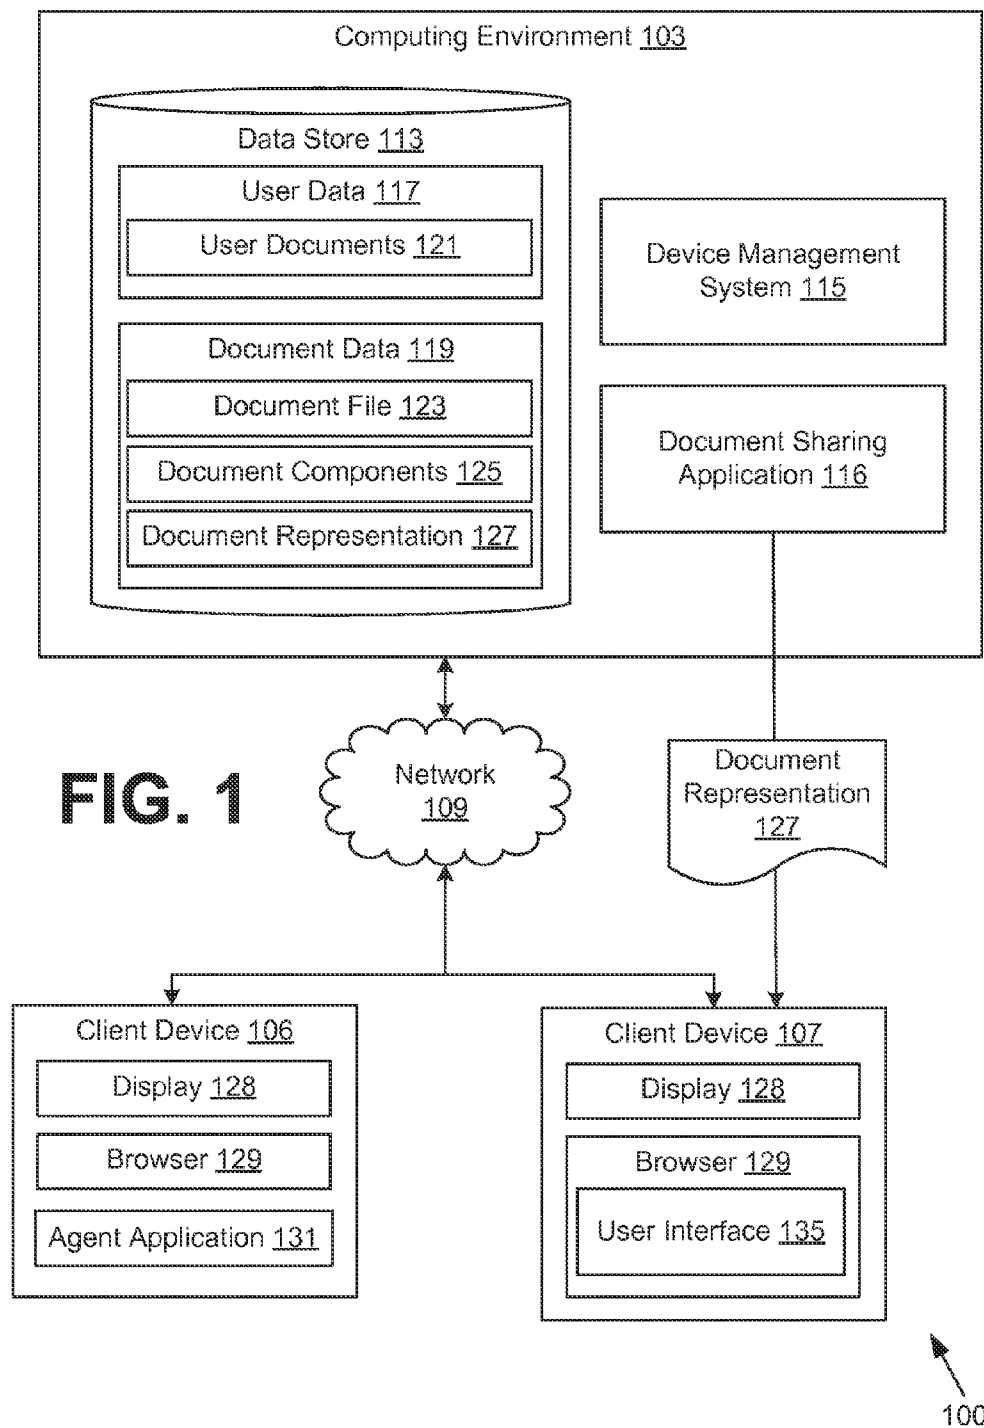 Computing Environment 103
Data Store 113
User Data 117
User Documents 121
Document Data 119
Document File 123
Document Components 125
Document Representation 127
Device Management
System 115
Document Sharing
Application 116
FIG. 1
Network
109
Document
Representation
127
Client Device 106
Display 128
Browser 129
Agent Application 131
Client Device 107
Display 128
Browser 129
User Interface 135
100